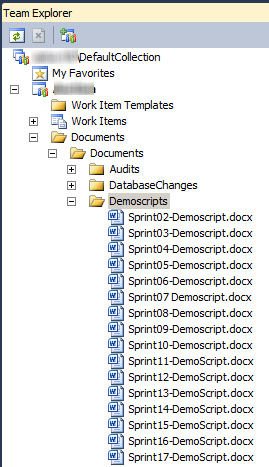 Team Explorer
\DefaultCollection
My Favorites
Work Item Templates
Work Items
Documents
Documents
Audits
DatabaseChanges
Demoscripts
Sprint02-Demoscript.docx
Sprint03-Demoscript.docx
Sprint04-Demoscript.docx
Sprint05-Demoscript.docx
Sprint06-Demoscript.docx
Sprint07 Demoscript.docx
Sprint08-Demoscript.docx
Sprint09-Demoscript.docx
Sprint10-Demoscript.docx
Sprint11-DemoScript.docx
Sprint12-DemoScript.docx
Sprint13-DemoScript.docx
Sprint14-DemoScript.docx
Sprint15-DemoScript.docx
Sprint16-DemoScript.docx
Sprint17-DemoScript.docx